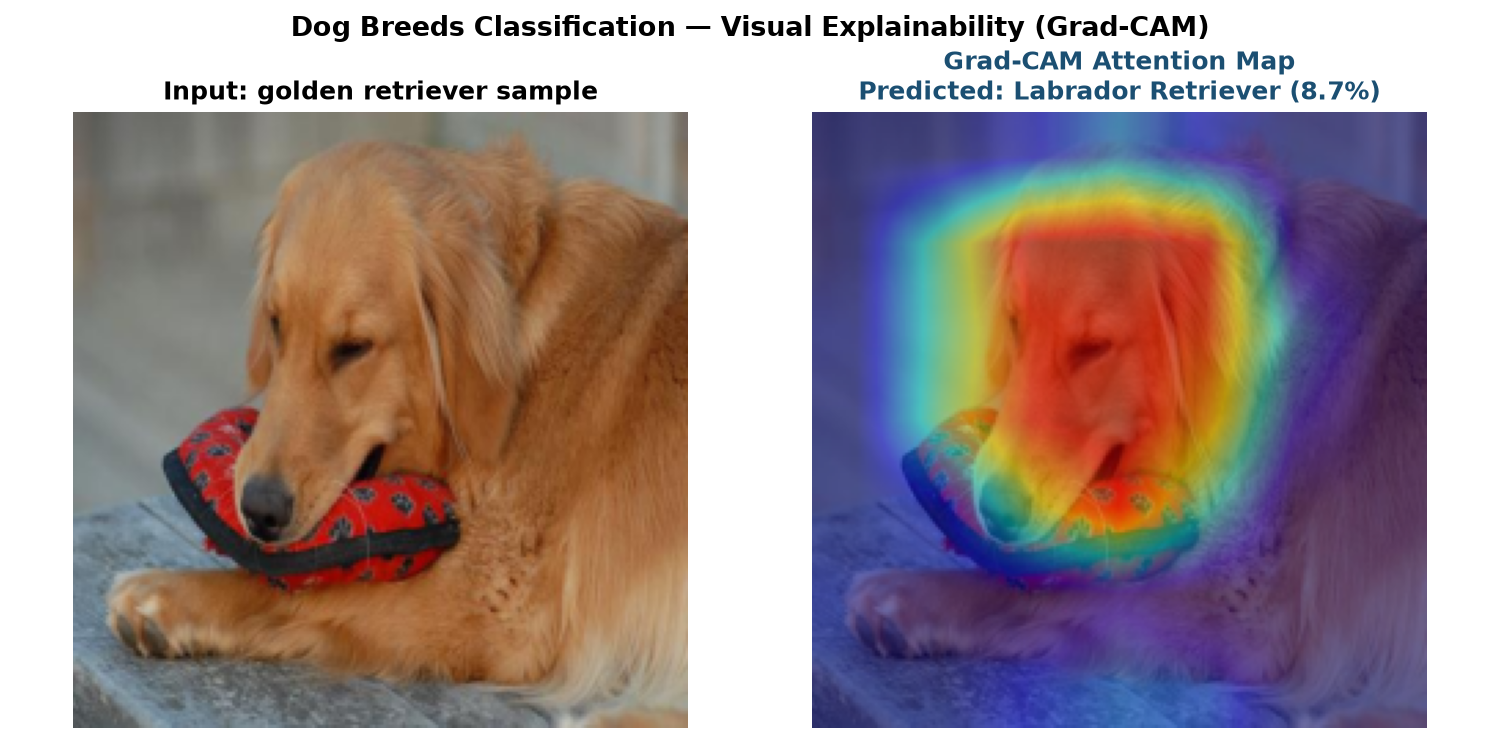 Dog Breeds Classification — Visual Explainability (Grad-CAM)
Input: golden retriever sample
Grad-CAM Attention Map
Predicted: Labrador Retriever (8.7%)